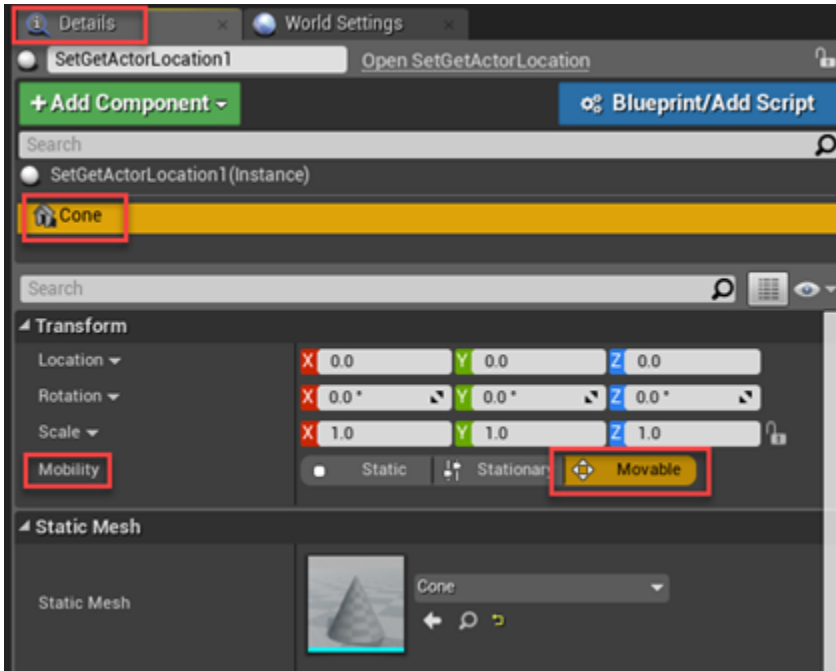 Details World Settings
SetGetActorLocation1 Open SetGetActorLocation
+Add Component Blueprint/Add Script
Search
SetGetActorLocation1(Instance)
Cone
Search
Transform
Location X 0.0 Y 0.0 Z 0.0
Rotation X 0.0° Y 0.0° Z 0.0°
Scale X 1.0 Y 1.0 Z 1.0
Mobility Static Stationary Movable
Static Mesh
Cone
Static Mesh